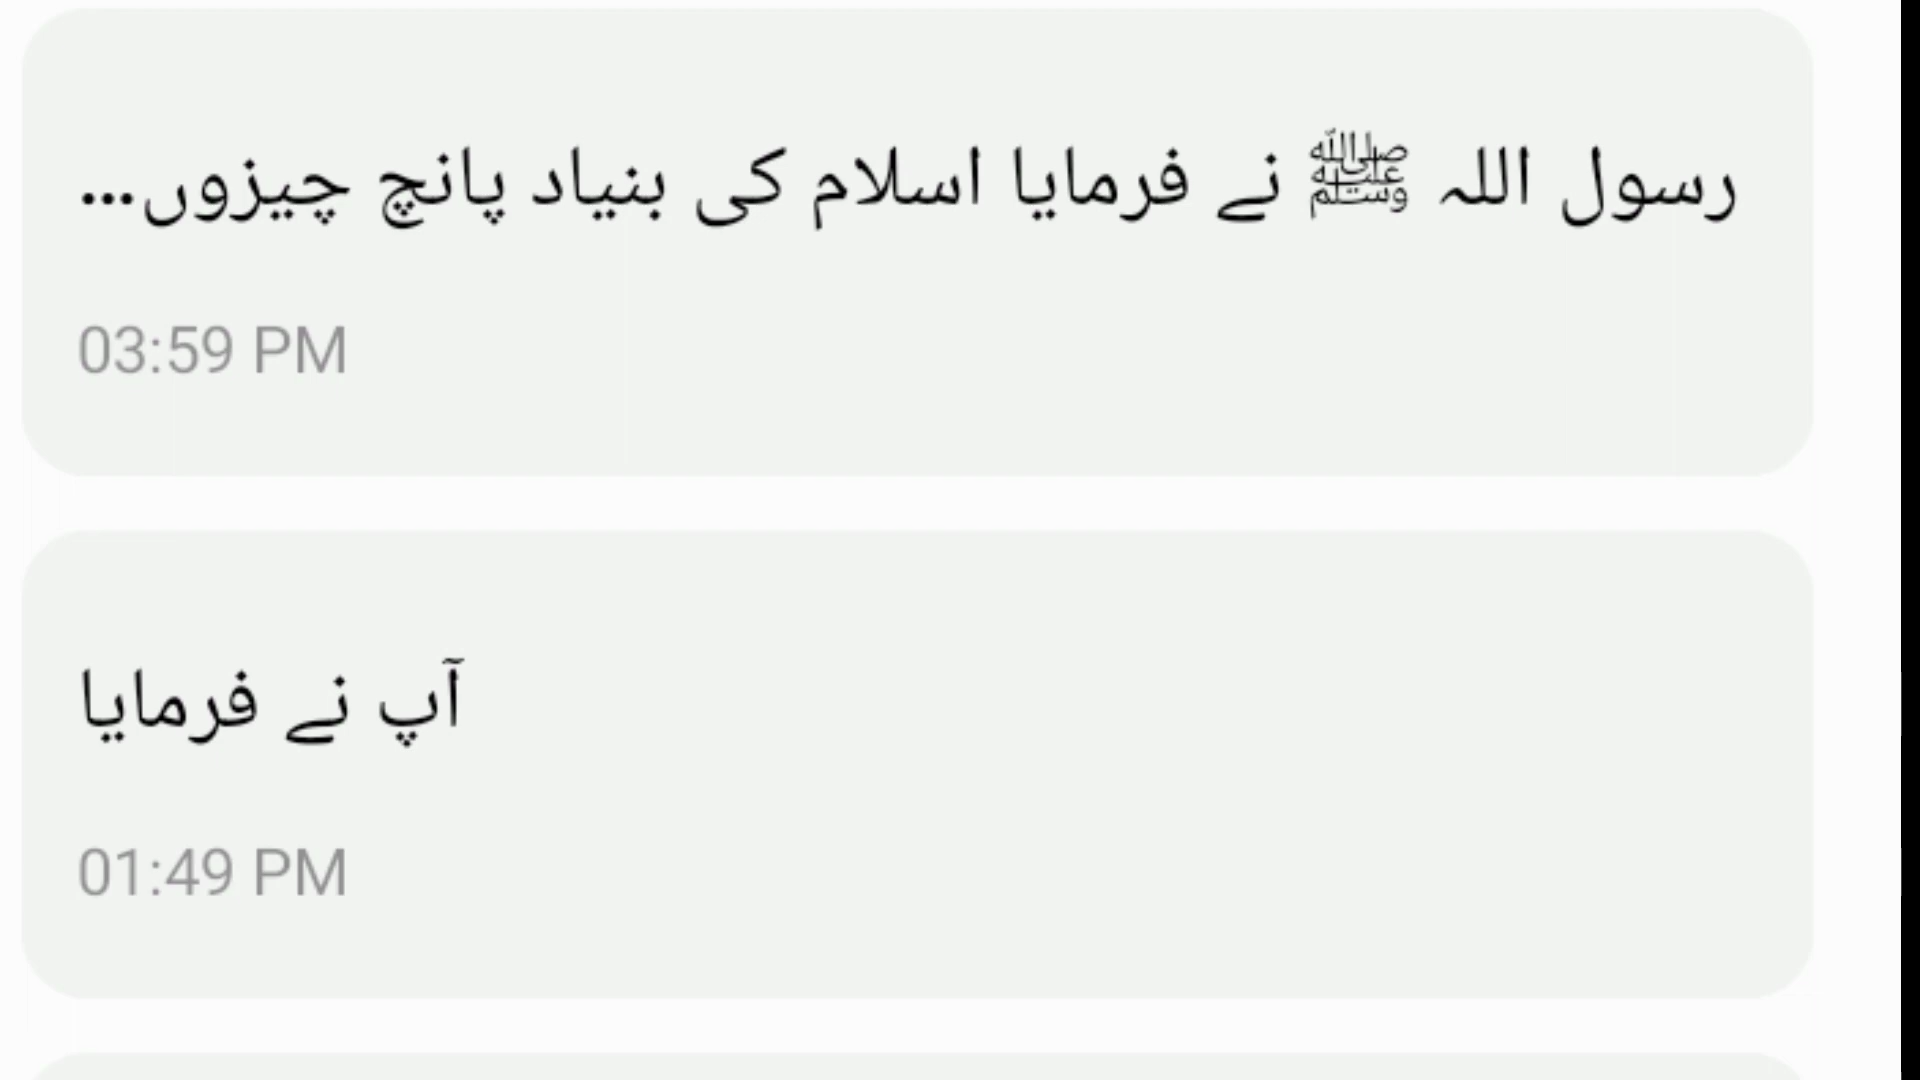 رسول اللہ ﷺ نے فرمایا اسلام کی بنیاد پانچ چیزوں...
03:59 PM
آپ نے فرمایا
01:49 PM